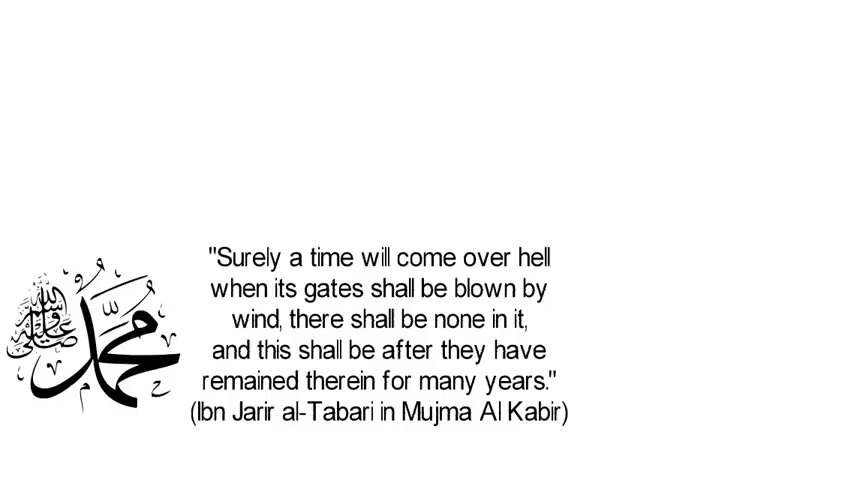 محمد
صلى الله عليه وسلم
"Surely a time will come over hell
when its gates shall be blown by
wind, there shall be none in it,
and this shall be after they have
remained therein for many years."
(Ibn Jarir al-Tabari in Mujma Al Kabir)